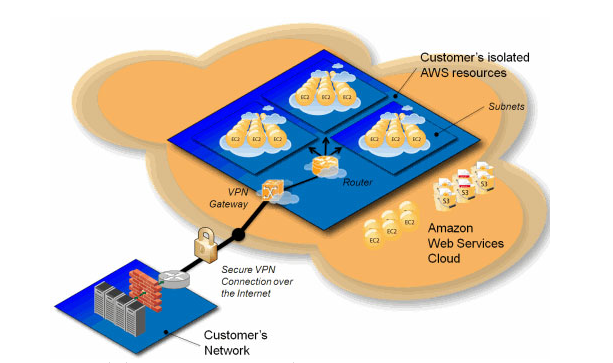 Customer's isolated
AWS resources
Subnets
EC2 EC2 EC2
EC2 EC2 EC2
EC2 EC2 EC2
Router
VPN
Gateway
S3
S3
S3
EC2
EC2
EC2
Amazon
Web Services
Cloud
Secure VPN
Connection over
the Internet
Customer's
Network